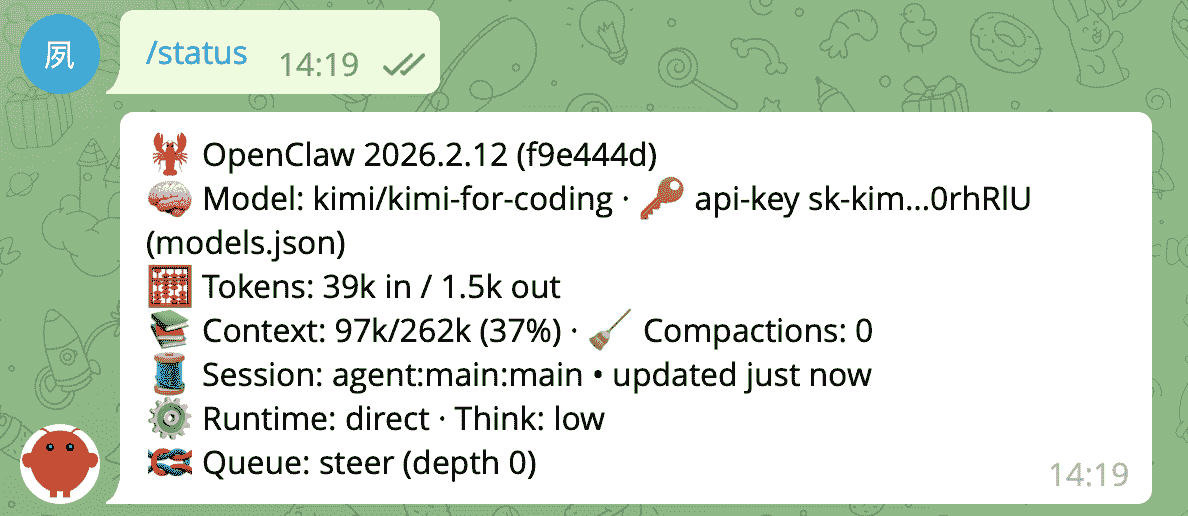 夙
/status 14:19
🦞 OpenClaw 2026.2.12 (f9e444d)
🧠 Model: kimi/kimi-for-coding · 🔑 api-key sk-kim...0rhRlU
(models.json)
🧮 Tokens: 39k in / 1.5k out
📚 Context: 97k/262k (37%) · 🧹 Compactions: 0
🧵 Session: agent:main:main • updated just now
⚙️ Runtime: direct · Think: low
🪢 Queue: steer (depth 0)
14:19